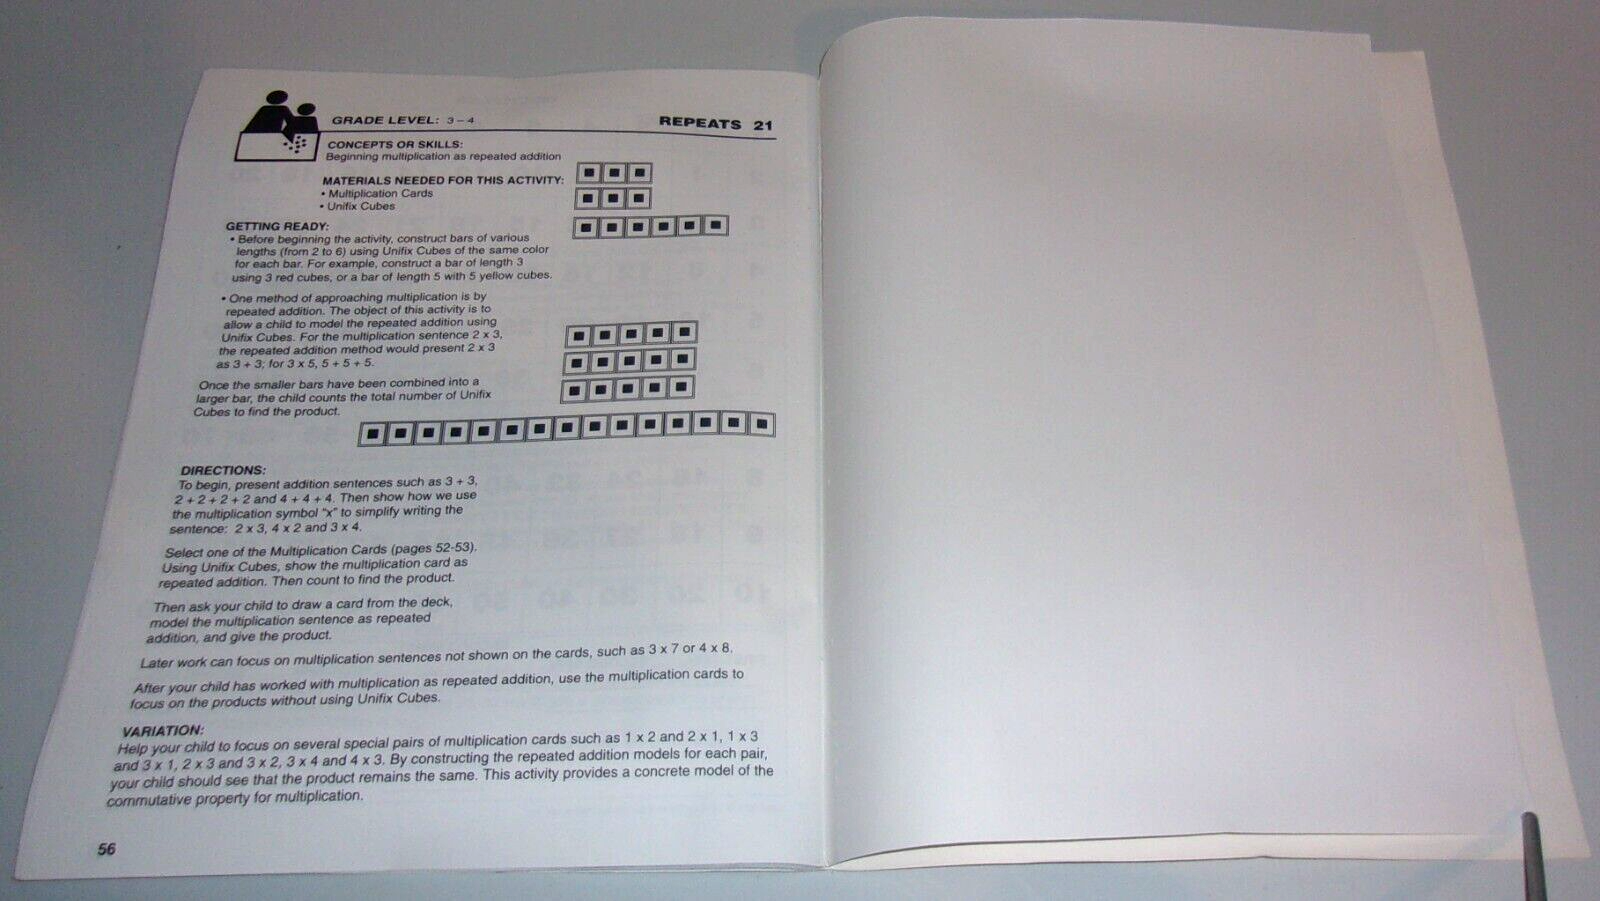 GRADE LEVEL: 3 – 4
REPEATS 21
CONCEPTS OR SKILLS:
Beginning multiplication as repeated addition
MATERIALS NEEDED FOR THIS ACTIVITY:
• Multiplication Cards
• Unifix Cubes
GETTING READY:
• Before beginning the activity, construct bars of various
lengths (from 2 to 6) using Unifix Cubes of the same color
for each bar. For example, construct a bar of length 3
using 3 red cubes, or a bar of length 5 with 5 yellow cubes.
• One method of approaching multiplication is by
repeated addition. The object of this activity is to
allow a child to model the repeated addition using
Unifix Cubes. For the multiplication sentence 2 x 3,
the repeated addition method would present 2 x 3
as 3 + 3; for 3 x 5, 5 + 5 + 5.
Once the smaller bars have been combined into a
larger bar, the child counts the total number of Unifix
Cubes to find the product.
DIRECTIONS:
To begin, present addition sentences such as 3 + 3,
2 + 2 + 2 + 2 and 4 + 4 + 4. Then show how we use
the multiplication symbol "x" to simplify writing the
sentence: 2 x 3, 4 x 2 and 3 x 4.
Select one of the Multiplication Cards (pages 52-53).
Using Unifix Cubes, show the multiplication card as
repeated addition. Then count to find the product.
Then ask your child to draw a card from the deck,
model the multiplication sentence as repeated
addition, and give the product.
Later work can focus on multiplication sentences not shown on the cards, such as 3 x 7 or 4 x 8.
After your child has worked with multiplication as repeated addition, use the multiplication cards to
focus on the products without using Unifix Cubes.
VARIATION:
Help your child to focus on several special pairs of multiplication cards such as 1 x 2 and 2 x 1, 1 x 3
and 3 x 1, 2 x 3 and 3 x 2, 3 x 4 and 4 x 3. By constructing the repeated addition models for each pair,
your child should see that the product remains the same. This activity provides a concrete model of the
commutative property for multiplication.
56